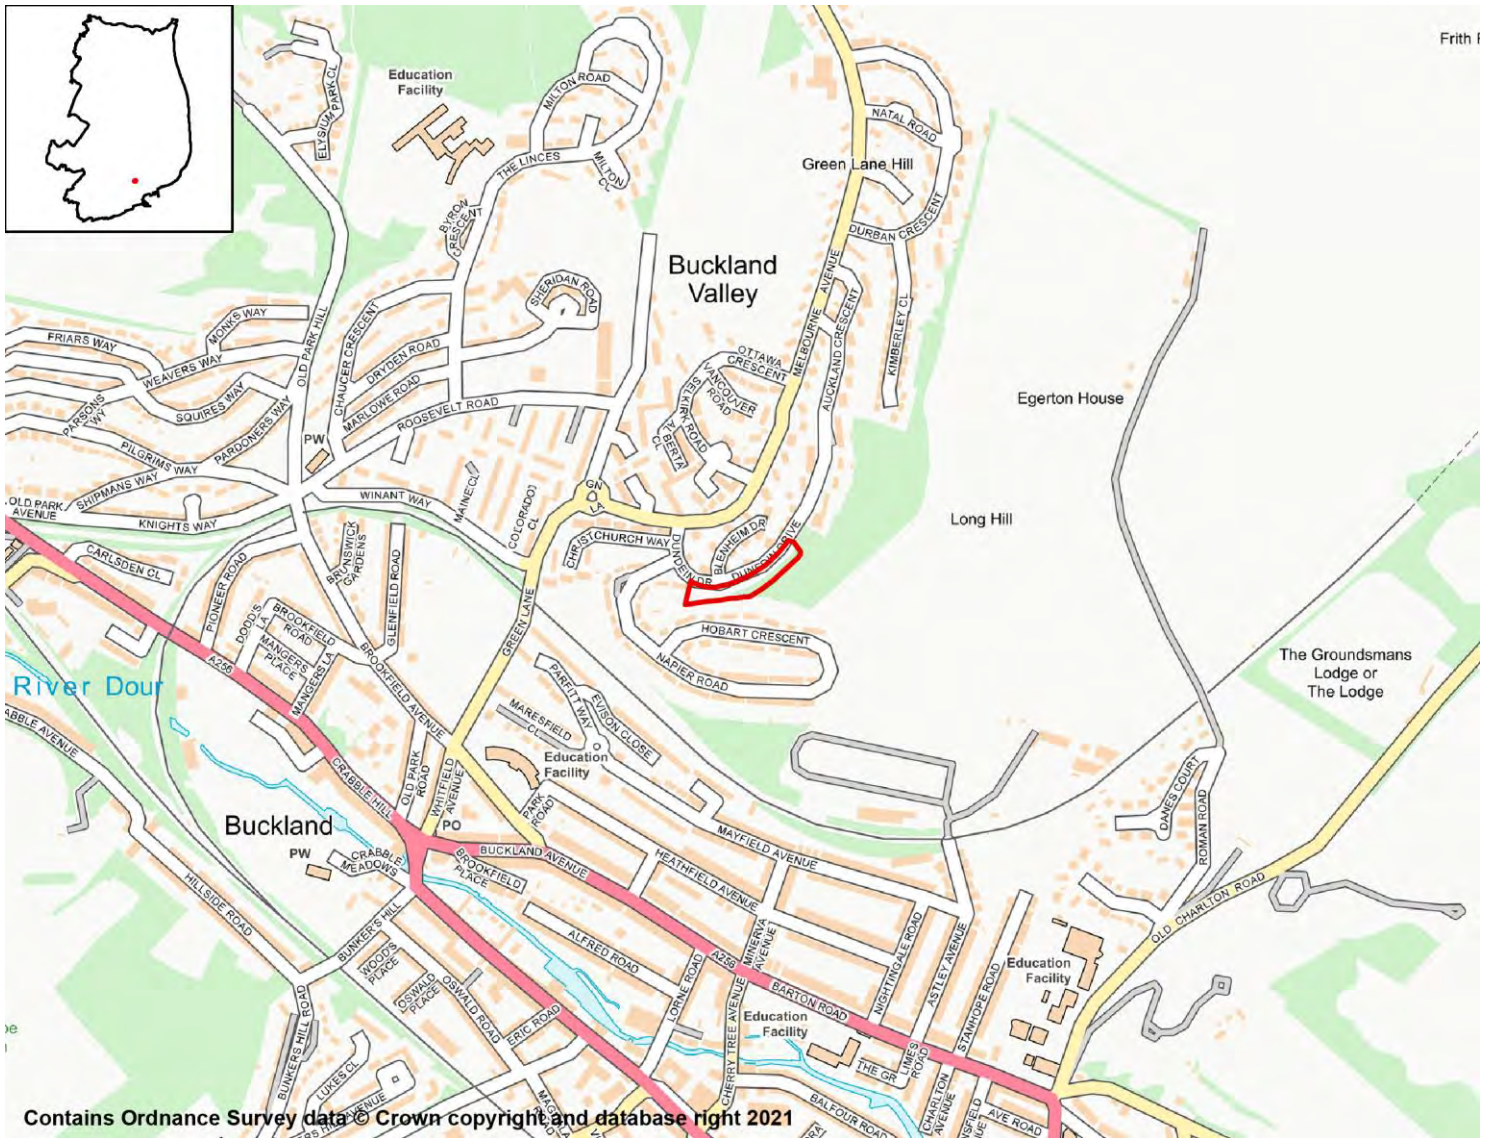 Frith
Education
Facility
ELYSIUM PARK CL
MILTON ROAD
THE LINCES
MILTON
CL
BYRON
CRESCENT
NATAL ROAD
Green Lane Hill
DURBAN CRESCENT
Buckland
Valley
SHERIDAN ROAD
MONKS WAY
FRIARS WAY
WEAVERS WAY
OLD PARK HILL
CHAUCER CRESCENT
DRYDEN ROAD
MARLOWE ROAD
ROOSEVELT ROAD
SQUIRES WAY
PARSONS
WY
PARDONERS WAY
PILGRIMS WAY
SHIPMANS WAY
OLD PARK
AVENUE
KNIGHTS WAY
PW
WINANT WAY
MAINE CL
COLORADO
CL
GN
LA
OTTAWA
CRESCENT
VANCOUVER
ROAD
SELKIRK ROAD
ALBERTA
CL
MELBOURNE AVENUE
AUCKLAND CRESCENT
KIMBERLEY CL
Egerton House
Long Hill
CARLSDEN CL
PIONEER ROAD
BRUNSWICK
GARDENS
GLENFIELD ROAD
CHRISTCHURCH WAY
DUNDEIN DR
BLENHEIM DR
DUNEDIN DRIVE
GREEN LANE
HOBART CRESCENT
NAPIER ROAD
DODD'S
LA
BROOKFIELD
ROAD
MANGERS
PLACE
MANGERS LA
A256
BROOKFIELD AVENUE
River Dour
CRABBLE HILL
OLD PARK
ROAD
WHITFIELD
AVENUE
PARFITT WAY
EVISON CLOSE
MARESFIELD
CL
Education
Facility
PARK
ROAD
The Groundsmans
Lodge or
The Lodge
DANES COURT
ROMAN ROAD
OLD CHARLTON ROAD
Buckland
PW
PO
CRABBLE
MEADOWS
BUCKLAND AVENUE
BROOKFIELD
PLACE
MAYFIELD AVENUE
HEATHFIELD AVENUE
HILLSIDE ROAD
BUNKER'S HILL
ALFRED ROAD
MINERVA
AVENUE
A256
BARTON ROAD
NIGHTINGALE ROAD
ASTLEY AVENUE
STANHOPE ROAD
Education
Facility
WOOD'S
PLACE
OSWALD
PLACE
OSWALD ROAD
ERIC ROAD
LORNE ROAD
CHERRY TREE AVENUE
Education
Facility
THE GR
LIMES
ROAD
BUNKERS HILL ROAD
LUKES CL
BALFOUR ROAD
CHARLTON
AVENUE
AVE ROAD
Contains Ordnance Survey data © Crown copyright and database right 2021